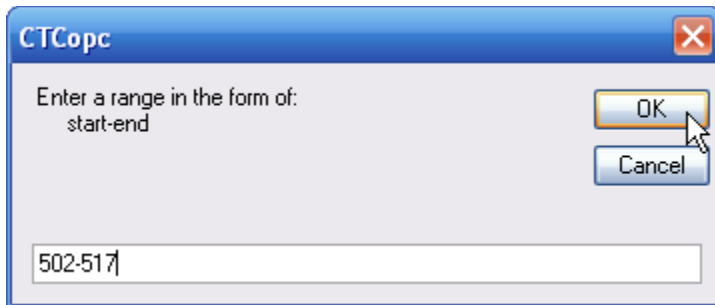 CTCopc
Enter a range in the form of:
start-end
OK
Cancel
502-517